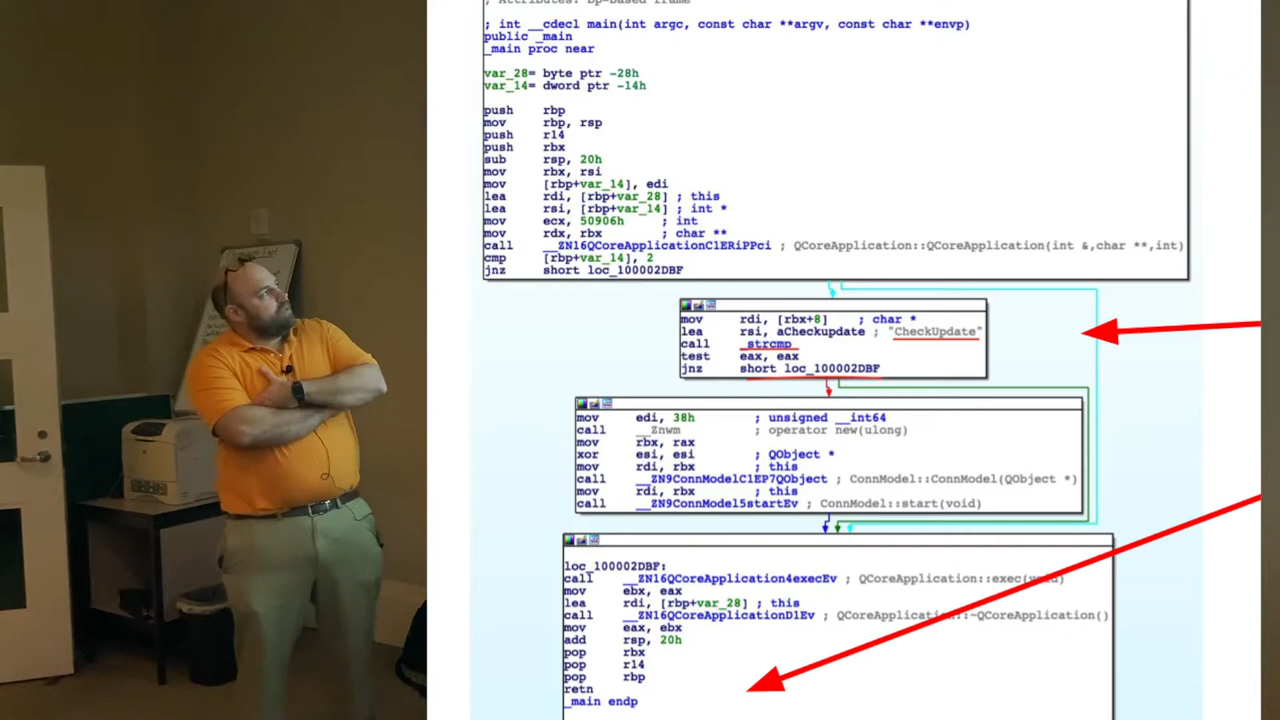 ; Attributes: bp-based frame
; int __cdecl main(int argc, const char **argv, const char **envp)
public _main
_main proc near
var_28= byte ptr -28h
var_14= dword ptr -14h
push rbp
mov rbp, rsp
push r14
push rbx
sub rsp, 20h
mov rbx, rsi
mov [rbp+var_14], edi
lea rdi, [rbp+var_28] ; this
lea rsi, [rbp+var_14] ; int *
mov ecx, 50906h ; int
mov rdx, rbx ; char **
call __ZN16QCoreApplicationC1ERiPPci ; QCoreApplication::QCoreApplication(int &,char **,int)
cmp [rbp+var_14], 2
jnz short loc_100002DBF
mov rdi, [rbx+8] ; char *
lea rsi, aCheckupdate ; "CheckUpdate"
call _strcmp
test eax, eax
jnz short loc_100002DBF
mov edi, 38h ; unsigned __int64
call __Znwm ; operator new(ulong)
mov rbx, rax
xor esi, esi ; QObject *
mov rdi, rbx ; this
call __ZN9ConnModelC1EP7QObject ; ConnModel::ConnModel(QObject *)
mov rdi, rbx ; this
call __ZN9ConnModel5startEv ; ConnModel::start(void)
loc_100002DBF:
call __ZN16QCoreApplication4execEv ; QCoreApplication::exec(void)
mov ebx, eax
lea rdi, [rbp+var_28] ; this
call __ZN16QCoreApplicationD1Ev ; QCoreApplication::~QCoreApplication()
mov eax, ebx
add rsp, 20h
pop rbx
pop r14
pop rbp
retn
_main endp